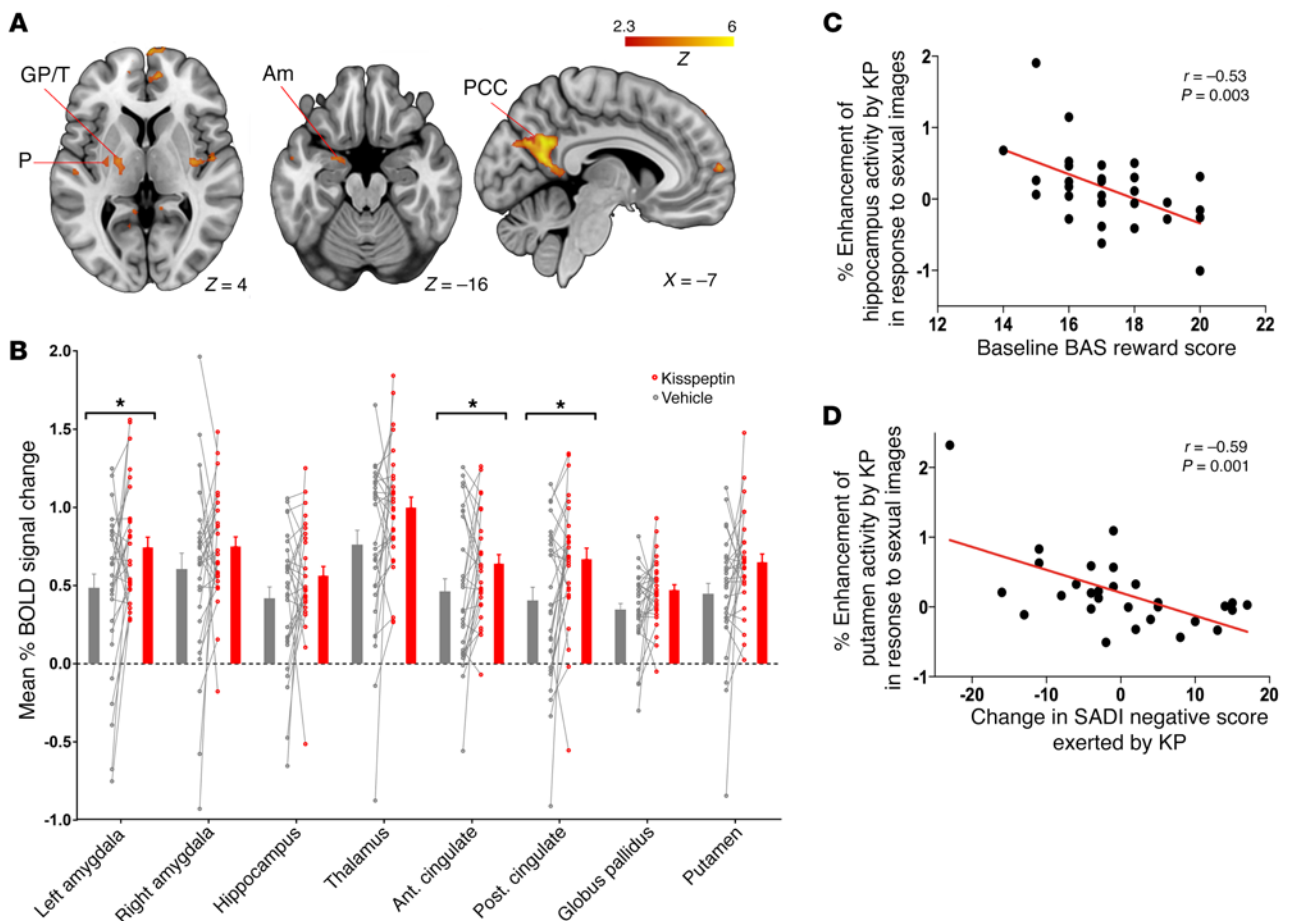 A
2.3
6
Z
GP/T
P
Am
PCC
Z = 4
Z = –16
X = –7
B
2.0
1.5
1.0
0.5
0.0
-0.5
-1.0
Mean % BOLD signal change
Kisspeptin
Vehicle
*
*
*
Left amygdala
Right amygdala
Hippocampus
Thalamus
Ant. cingulate
Post. cingulate
Globus pallidus
Putamen
C
% Enhancement of
hippocampus activity by KP
in response to sexual images
2
1
0
-1
-2
12
14
16
18
20
22
r = –0.53
P = 0.003
Baseline BAS reward score
D
% Enhancement of
putamen activity by KP
in response to sexual images
2
1
0
-1
-20
-10
0
10
20
r = –0.59
P = 0.001
Change in SADI negative score
exerted by KP